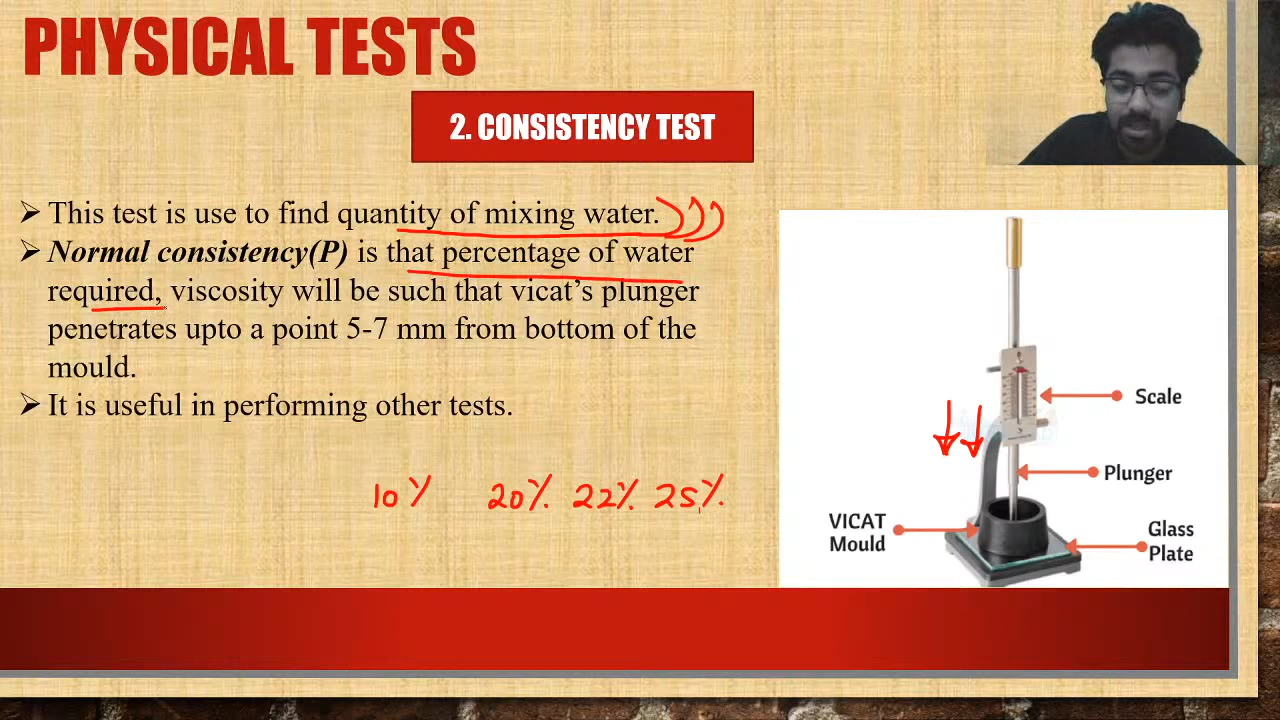 PHYSICAL TESTS
2. CONSISTENCY TEST
This test is use to find quantity of mixing water.
Normal consistency(P) is that percentage of water
required, viscosity will be such that vicat's plunger
penetrates upto a point 5-7 mm from bottom of the
mould.
It is useful in performing other tests.
10% 20% 22% 25%
Scale
Plunger
VICAT
Mould
Glass
Plate